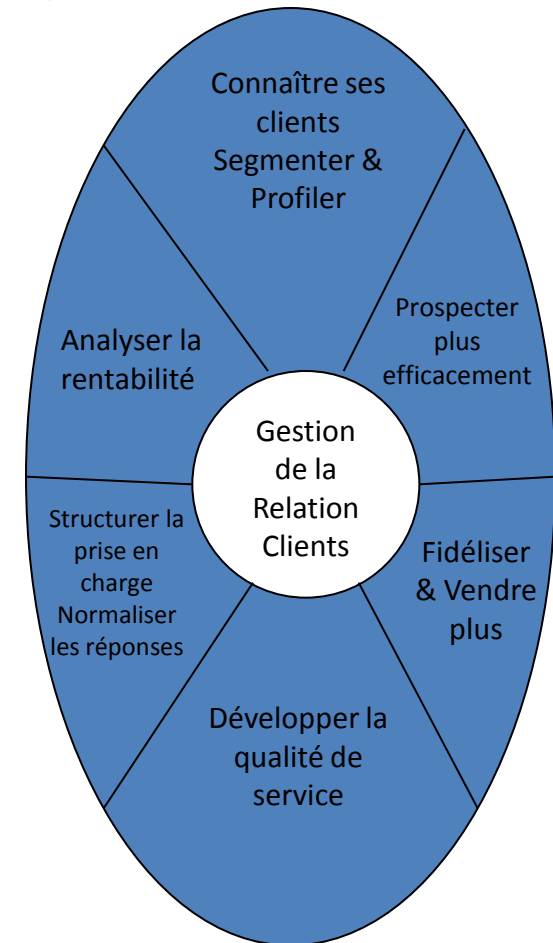 Connaître ses
clients
Segmenter &
Profiler
Prospecter
plus
efficacement
Analyser la
rentabilité
Gestion
de la
Relation
Clients
Structurer la
prise en
charge
Normaliser
les réponses
Fidéliser
& Vendre
plus
Développer la
qualité de
service